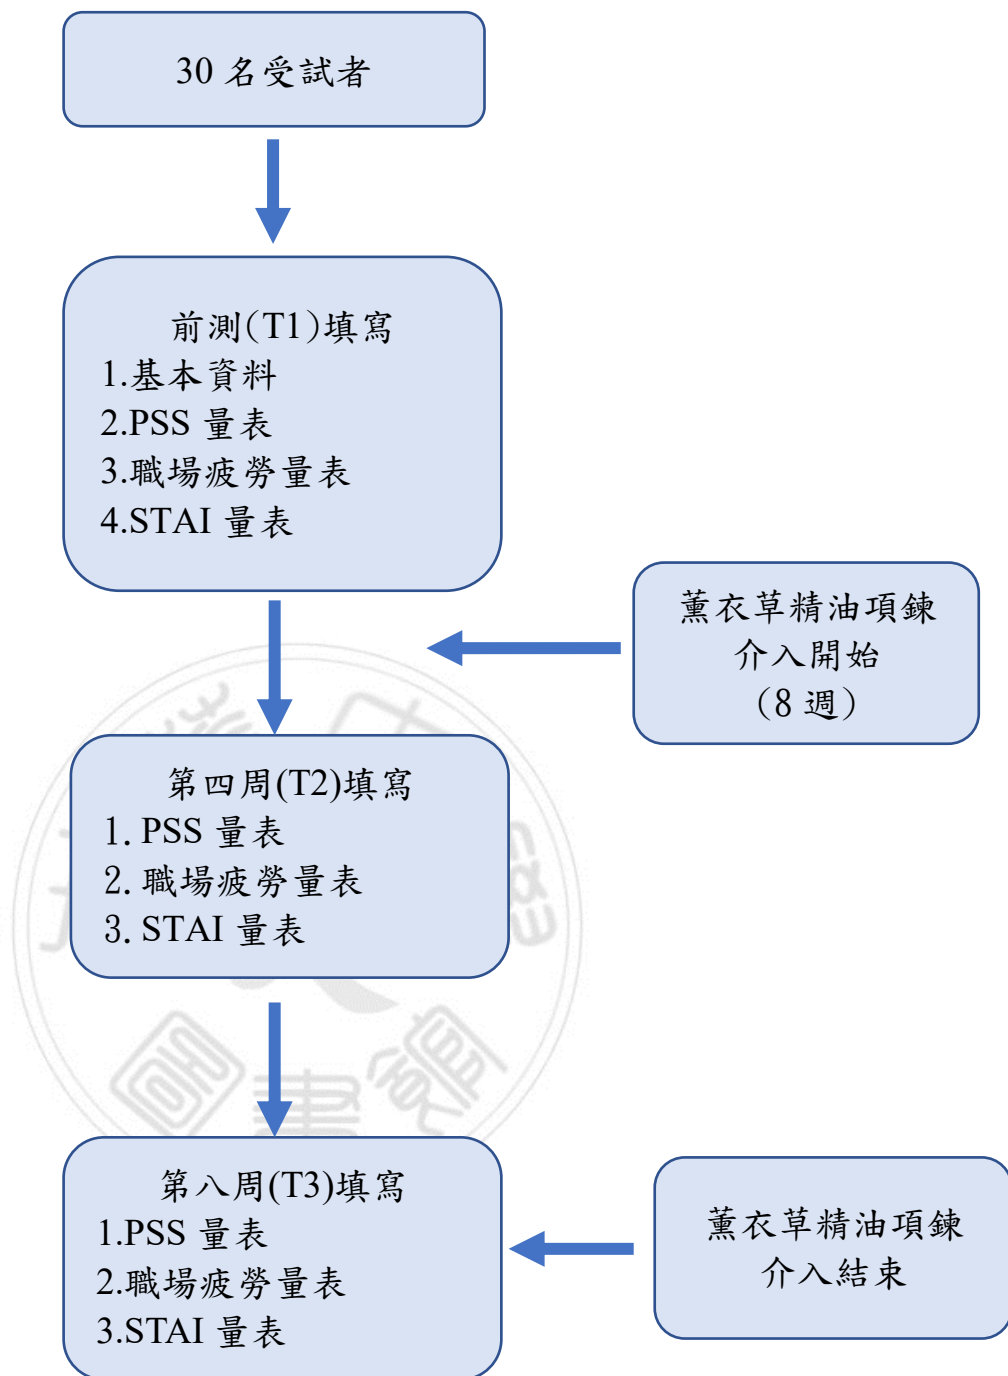 30 名受試者
前測(T1)填寫
1.基本資料
2.PSS 量表
3.職場疲勞量表
4.STAI 量表
薰衣草精油項鍊
介入開始
(8 週)
第四周(T2)填寫
1. PSS 量表
2. 職場疲勞量表
3. STAI 量表
第八周(T3)填寫
1.PSS 量表
2.職場疲勞量表
3.STAI 量表
薰衣草精油項鍊
介入結束